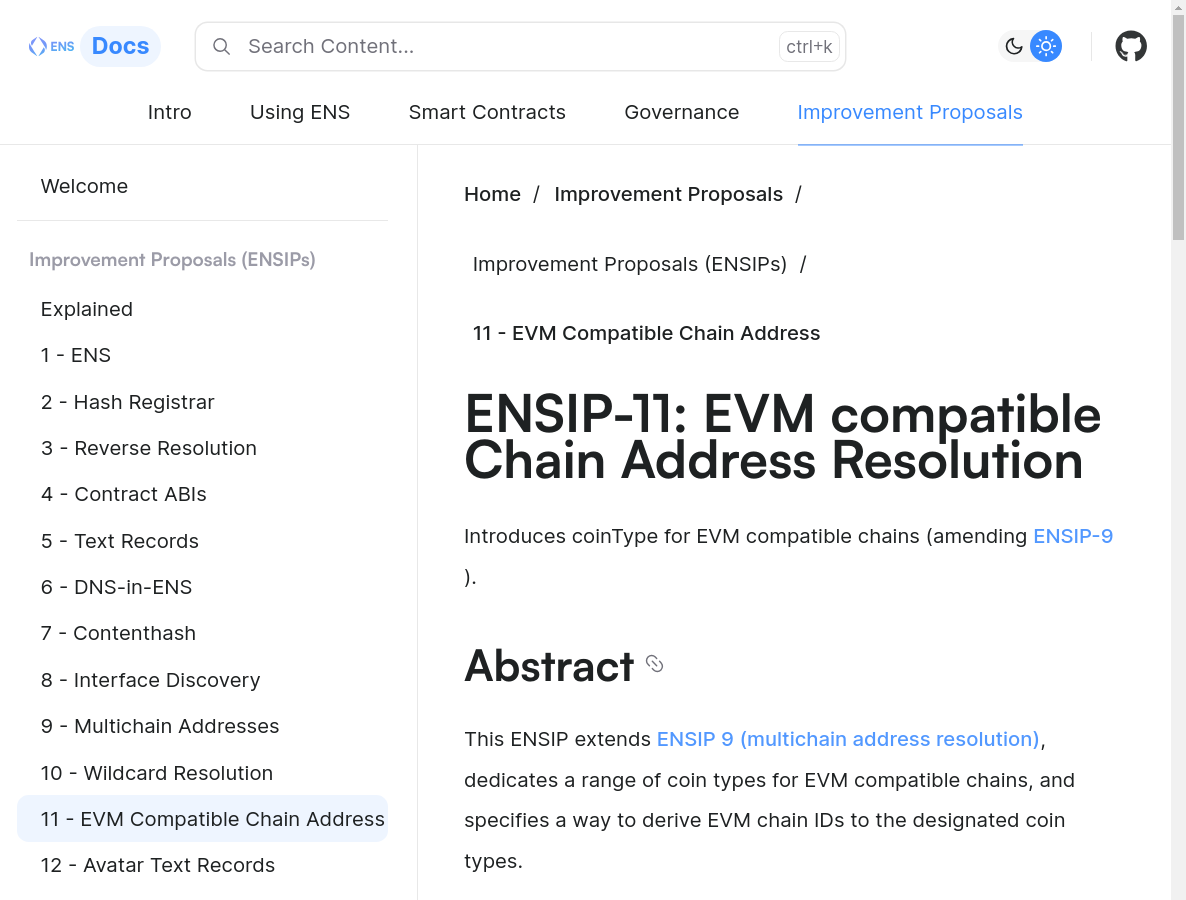 ENS Docs
Search Content...
ctrl+k
Intro
Using ENS
Smart Contracts
Governance
Improvement Proposals
Welcome
Improvement Proposals (ENSIPs)
Explained
1 - ENS
2 - Hash Registrar
3 - Reverse Resolution
4 - Contract ABIs
5 - Text Records
6 - DNS-in-ENS
7 - Contenthash
8 - Interface Discovery
9 - Multichain Addresses
10 - Wildcard Resolution
11 - EVM Compatible Chain Address
12 - Avatar Text Records
Home / Improvement Proposals /
Improvement Proposals (ENSIPs) /
11 - EVM Compatible Chain Address
ENSIP-11: EVM compatible
Chain Address Resolution
Introduces coinType for EVM compatible chains (amending ENSIP-9
).
Abstract
This ENSIP extends ENSIP 9 (multichain address resolution),
dedicates a range of coin types for EVM compatible chains, and
specifies a way to derive EVM chain IDs to the designated coin
types.